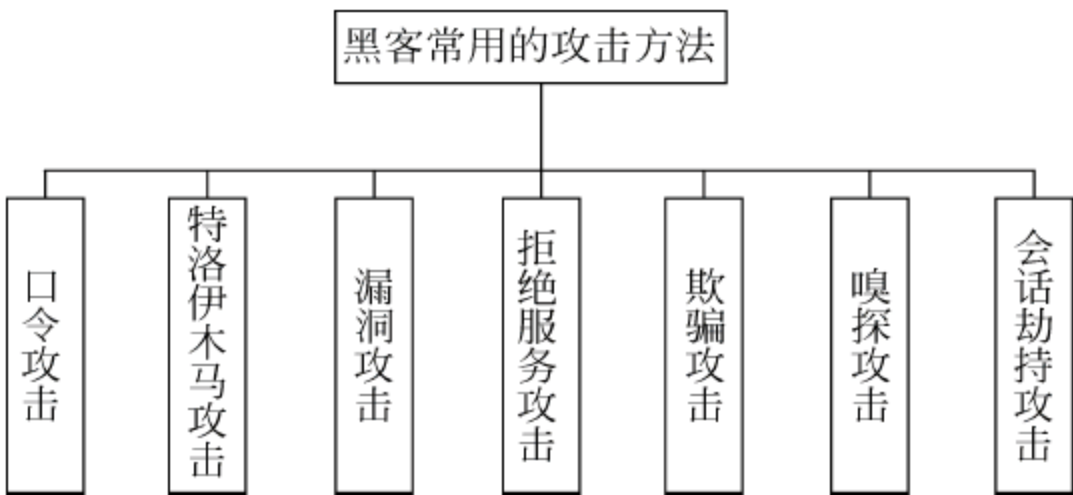 黑客常用的攻击方法
口令攻击
特洛伊木马攻击
漏洞攻击
拒绝服务攻击
欺骗攻击
嗅探攻击
会话劫持攻击